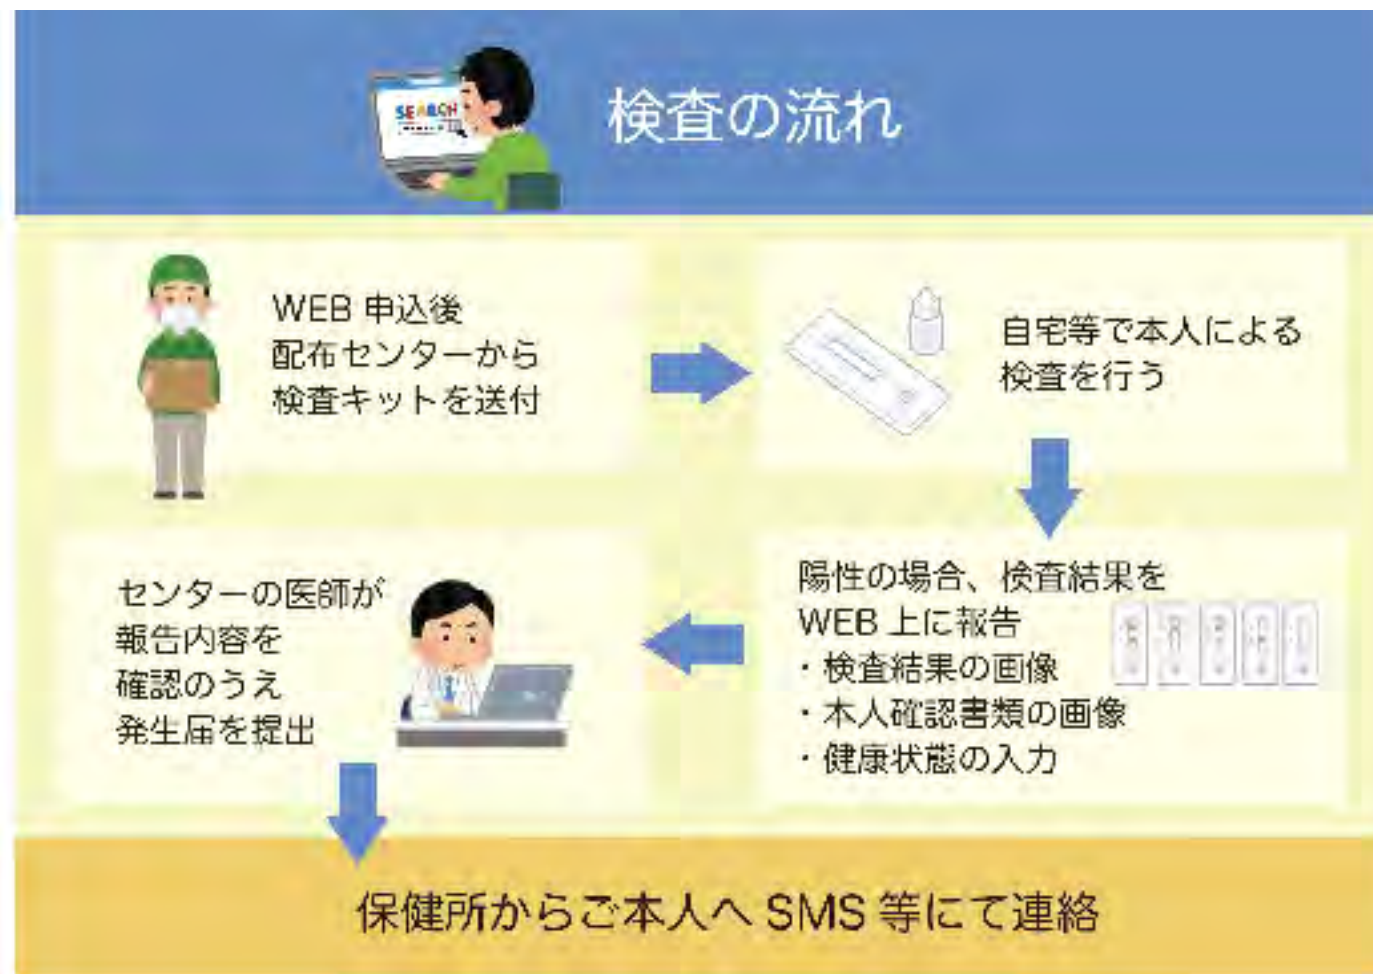 SEARCH
検査の流れ
WEB 申込後
配布センターから
検査キットを送付
自宅等で本人による
検査を行う
陽性の場合、検査結果を
WEB 上に報告
・検査結果の画像
・本人確認書類の画像
・健康状態の入力
センターの医師が
報告内容を
確認のうえ
発生届を提出
保健所からご本人へ SMS 等にて連絡